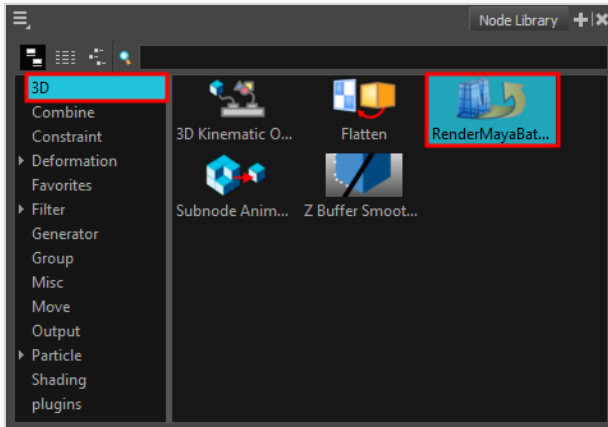 Node Library
3D
Combine
Constraint
Deformation
Favorites
Filter
Generator
Group
Misc
Move
Output
Particle
Shading
plugins
3D Kinematic O...
Flatten
RenderMayaBat...
Subnode Anim...
Z Buffer Smoot...